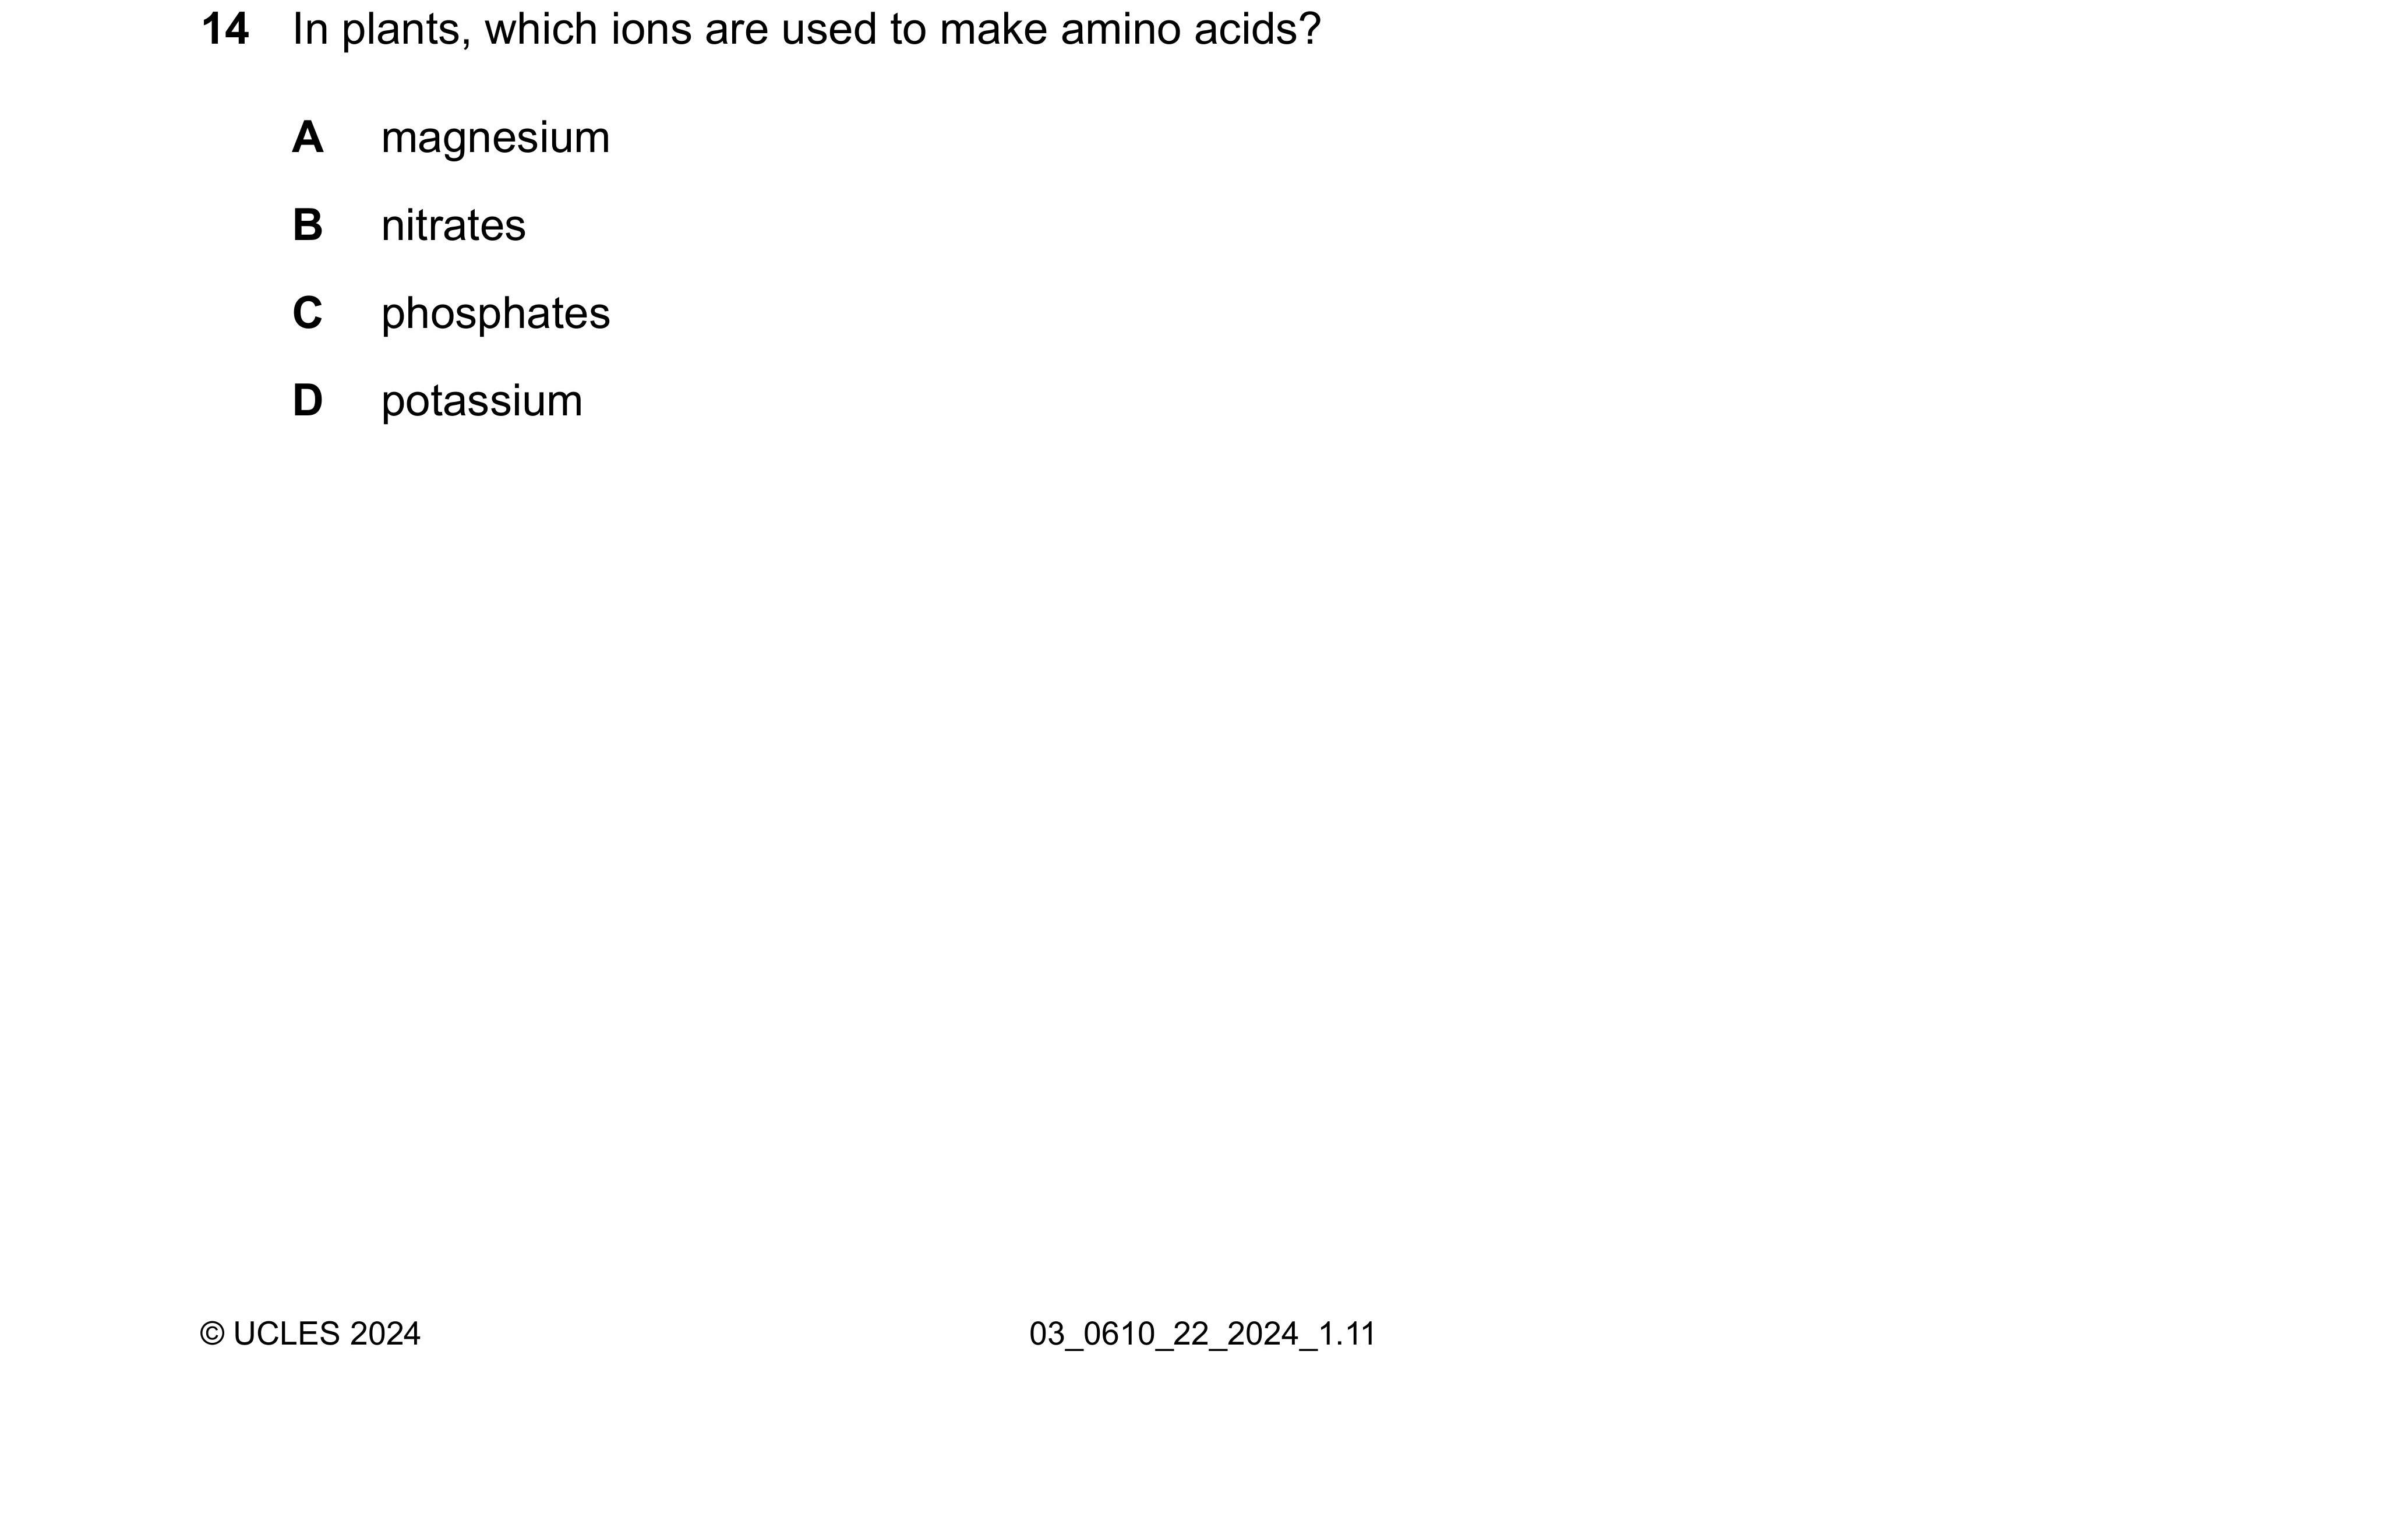 14 In plants, which ions are used to make amino acids?
A magnesium
B nitrates
C phosphates
D potassium
© UCLES 2024 03_0610_22_2024_1.11